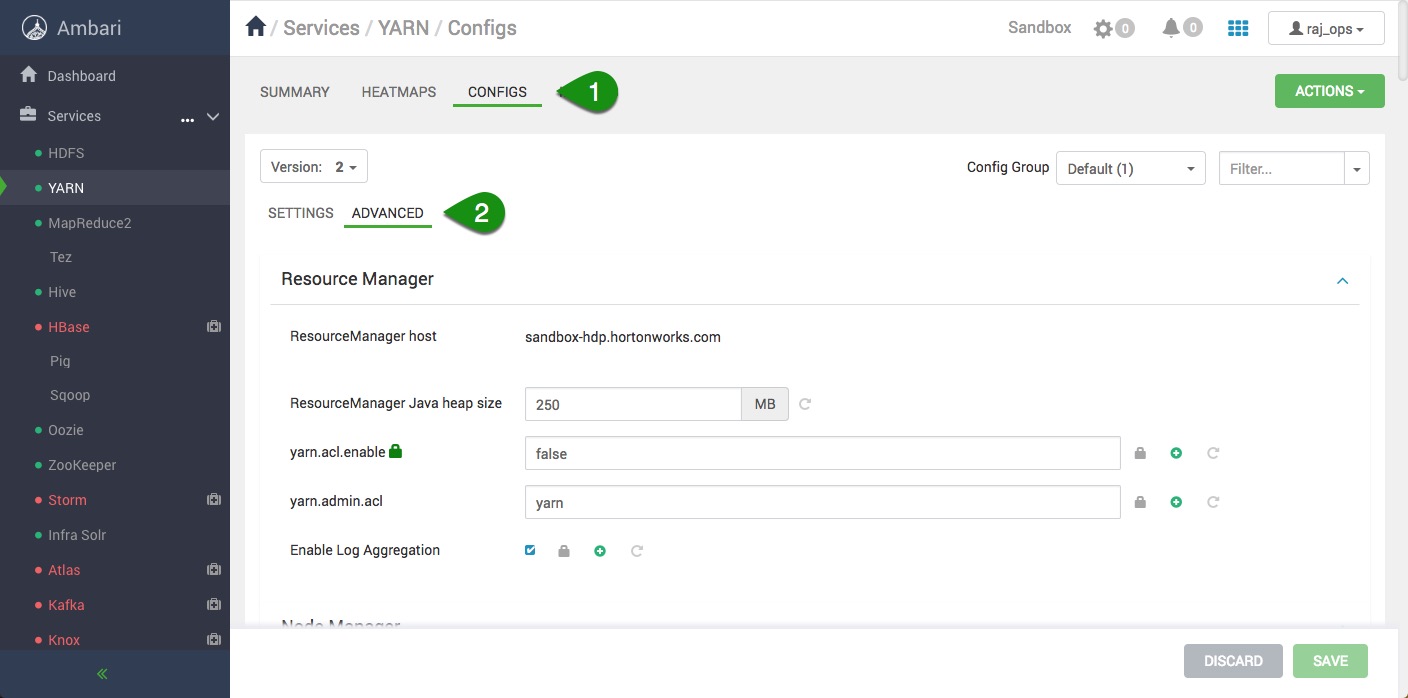 Ambari
Dashboard
Services ...
HDFS
YARN
MapReduce2
Tez
Hive
HBase
Pig
Sqoop
Oozie
ZooKeeper
Storm
Infra Solr
Atlas
Kafka
Knox
«
/ Services / YARN / Configs
Sandbox 0 0 raj_ops
SUMMARY HEATMAPS CONFIGS 1
ACTIONS
Version: 2
Config Group Default (1) Filter...
SETTINGS ADVANCED 2
Resource Manager
ResourceManager host sandbox-hdp.hortonworks.com
ResourceManager Java heap size 250 MB
yarn.acl.enable false
yarn.admin.acl yarn
Enable Log Aggregation
Node Manager
DISCARD SAVE